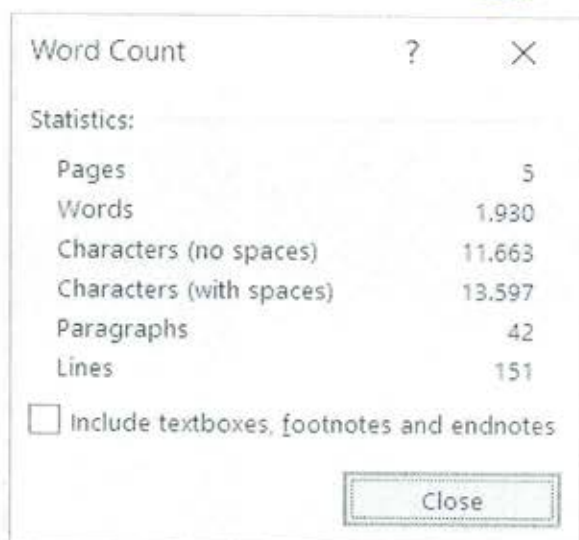 Word Count ? ×
Statistics:
Pages 5
Words 1.930
Characters (no spaces) 11.663
Characters (with spaces) 13.597
Paragraphs 42
Lines 151
Include textboxes, footnotes and endnotes
Close